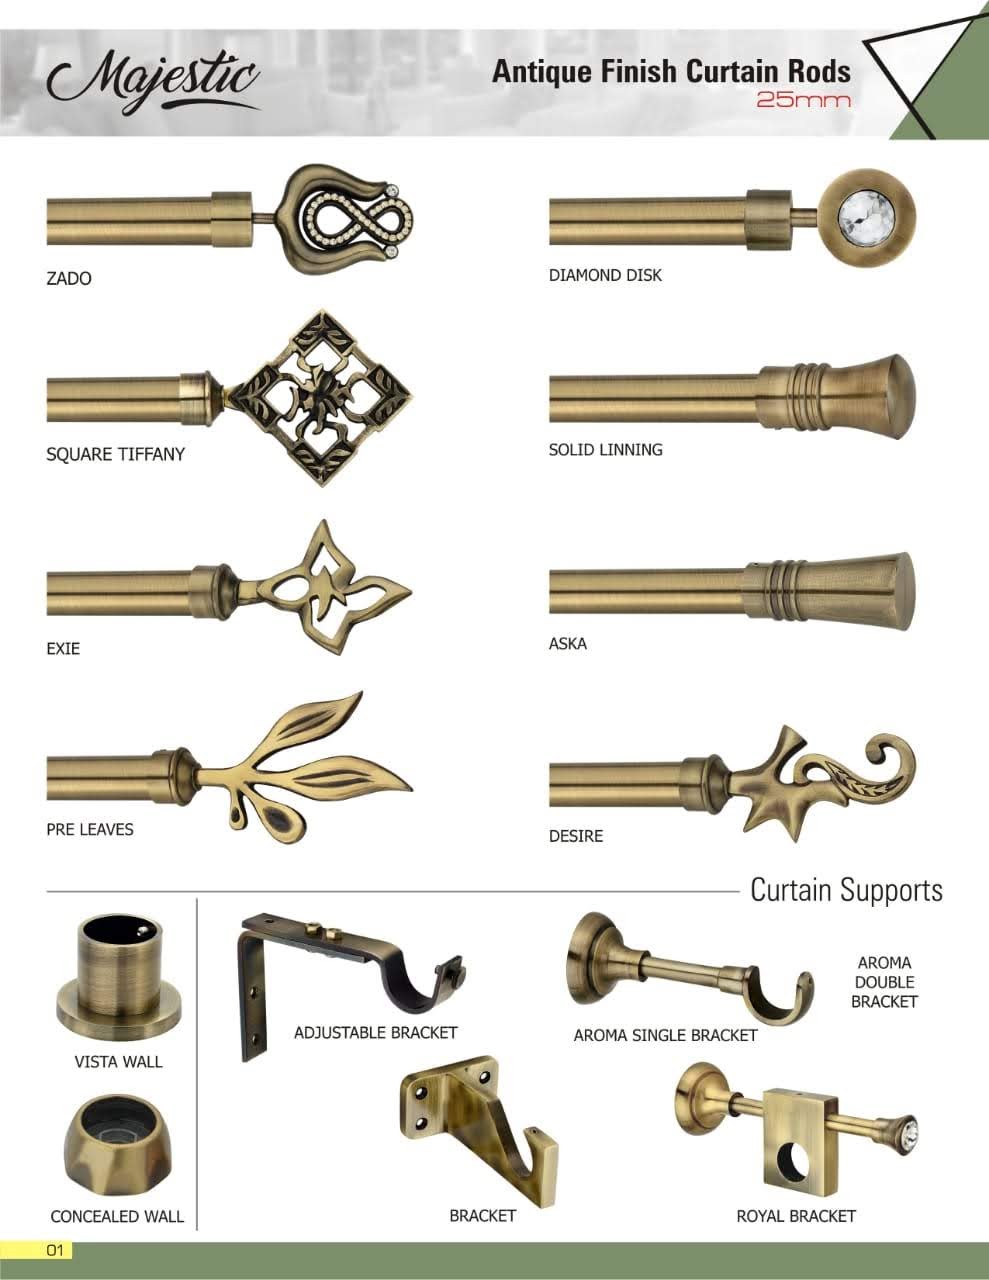 Majestic
Antique Finish Curtain Rods
25mm
ZADO
DIAMOND DISK
SQUARE TIFFANY
SOLID LINNING
EXIE
ASKA
PRE LEAVES
DESIRE
Curtain Supports
VISTA WALL
ADJUSTABLE BRACKET
AROMA SINGLE BRACKET
AROMA
DOUBLE
BRACKET
CONCEALED WALL
BRACKET
ROYAL BRACKET
01